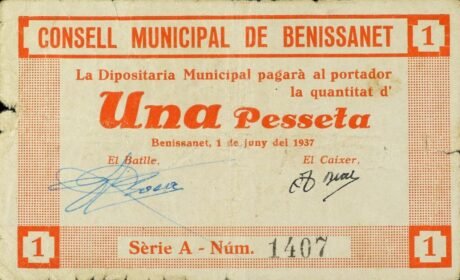 CONSELL MUNICIPAL DE BENISSANET 1
La Dipositaria Municipal pagarà al portador
la quantitat d'
Una Pesseta
Benissanet, 1 de juny del 1937
El Batlle, El Caixer,
1 Sèrie A - Núm. 1407 1